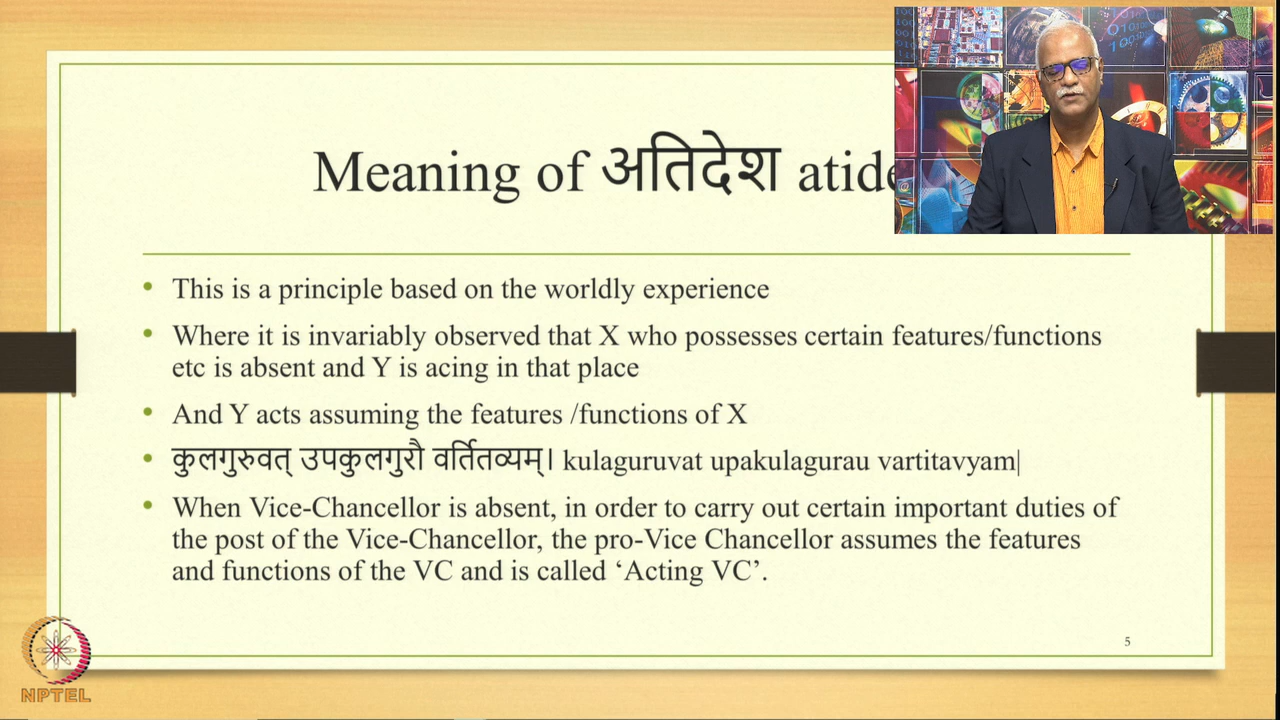 Meaning of अतिदेश atide
This is a principle based on the worldly experience
Where it is invariably observed that X who possesses certain features/functions
etc is absent and Y is acing in that place
And Y acts assuming the features /functions of X
कुलगुरुवत् उपकुलगुरौ वर्तितव्यम्। kulaguruvat upakulagurau vartitavyam|
When Vice-Chancellor is absent, in order to carry out certain important duties of
the post of the Vice-Chancellor, the pro-Vice Chancellor assumes the features
and functions of the VC and is called ‘Acting VC’.
5
NPTEL